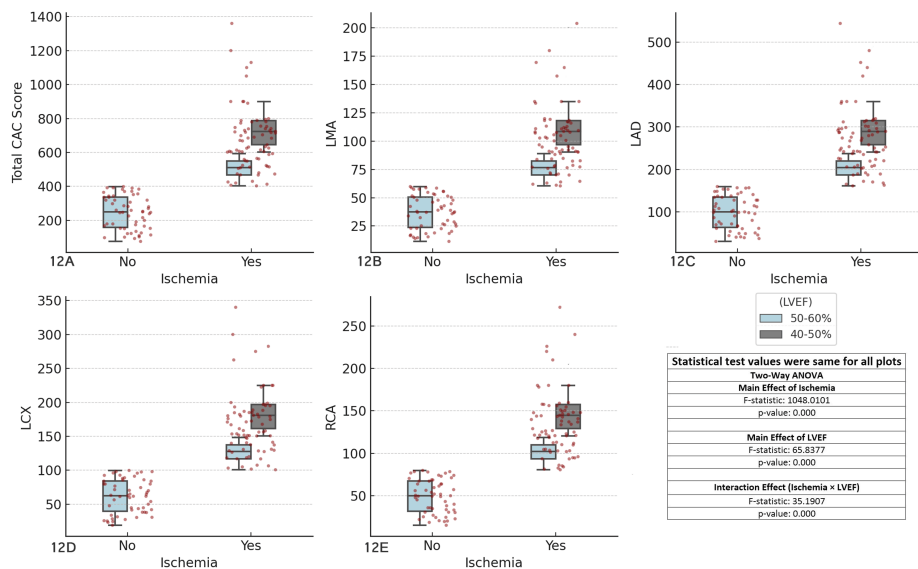 1400
1200
1000
800
600
400
200
Total CAC Score
12A
No
Yes
Ischemia
200
175
150
125
100
75
50
25
LMA
12B
No
Yes
Ischemia
500
400
300
200
100
LAD
12C
No
Yes
Ischemia
350
300
250
200
150
100
50
LCX
12D
No
Yes
Ischemia
250
200
150
100
50
RCA
12E
No
Yes
Ischemia
(LVEF)
50-60%
40-50%
Statistical test values were same for all plots
Two-Way ANOVA
Main Effect of Ischemia
F-statistic: 1048.0101
p-value: 0.000
Main Effect of LVEF
F-statistic: 65.8377
p-value: 0.000
Interaction Effect (Ischemia × LVEF)
F-statistic: 35.1907
p-value: 0.000